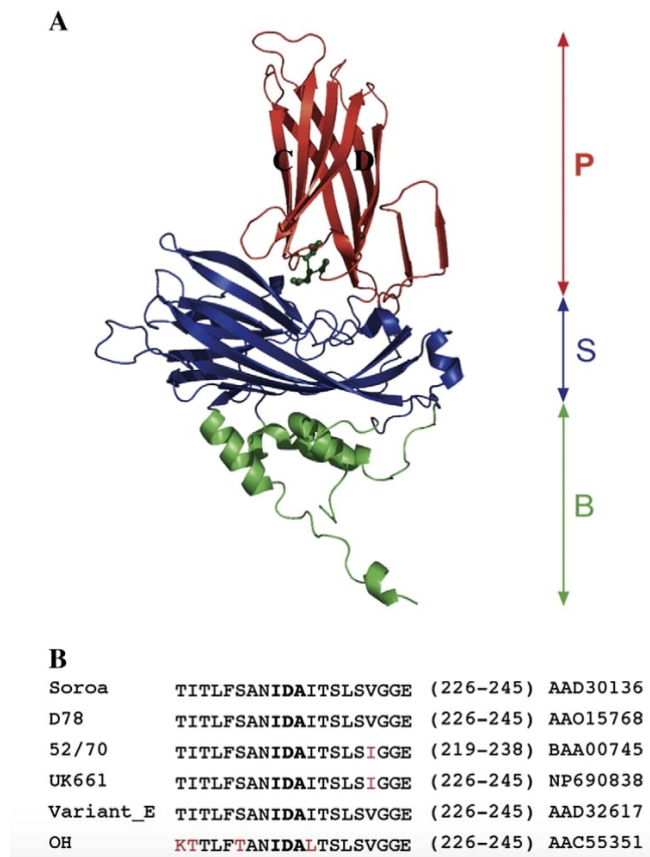 A
C D
P
S
B
B
Soroa TITLFSANIDAITSLSVGGE (226-245) AAD30136
D78 TITLFSANIDAITSLSVGGE (226-245) AAO15768
52/70 TITLFSANIDAITSLSIGGE (219-238) BAA00745
UK661 TITLFSANIDAITSLSIGGE (226-245) NP690838
Variant_E TITLFSANIDAITSLSVGGE (226-245) AAD32617
OH KTTLFTANIDALTSLSVGGE (226-245) AAC55351